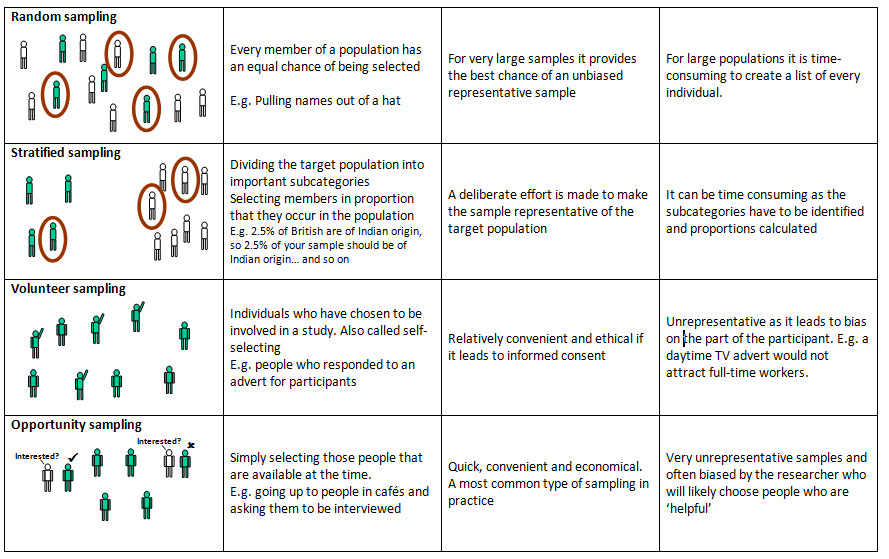 Random sampling
Every member of a population has
an equal chance of being selected
E.g. Pulling names out of a hat
For very large samples it provides
the best chance of an unbiased
representative sample
For large populations it is time-
consuming to create a list of every
individual.
Stratified sampling
Dividing the target population into
important subcategories
Selecting members in proportion
that they occur in the population
E.g. 2.5% of British are of Indian origin,
so 2.5% of your sample should be of
Indian origin... and so on
A deliberate effort is made to make
the sample representative of the
target population
It can be time consuming as the
subcategories have to be identified
and proportions calculated
Volunteer sampling
Individuals who have chosen to be
involved in a study. Also called self-
selecting
E.g. people who responded to an
advert for participants
Relatively convenient and ethical if
it leads to informed consent
Unrepresentative as it leads to bias
on the part of the participant. E.g. a
daytime TV advert would not
attract full-time workers.
Opportunity sampling
Interested?
Interested?
Simply selecting those people that
are available at the time.
E.g. going up to people in cafés and
asking them to be interviewed
Quick, convenient and economical.
A most common type of sampling in
practice
Very unrepresentative samples and
often biased by the researcher who
will likely choose people who are
‘helpful’